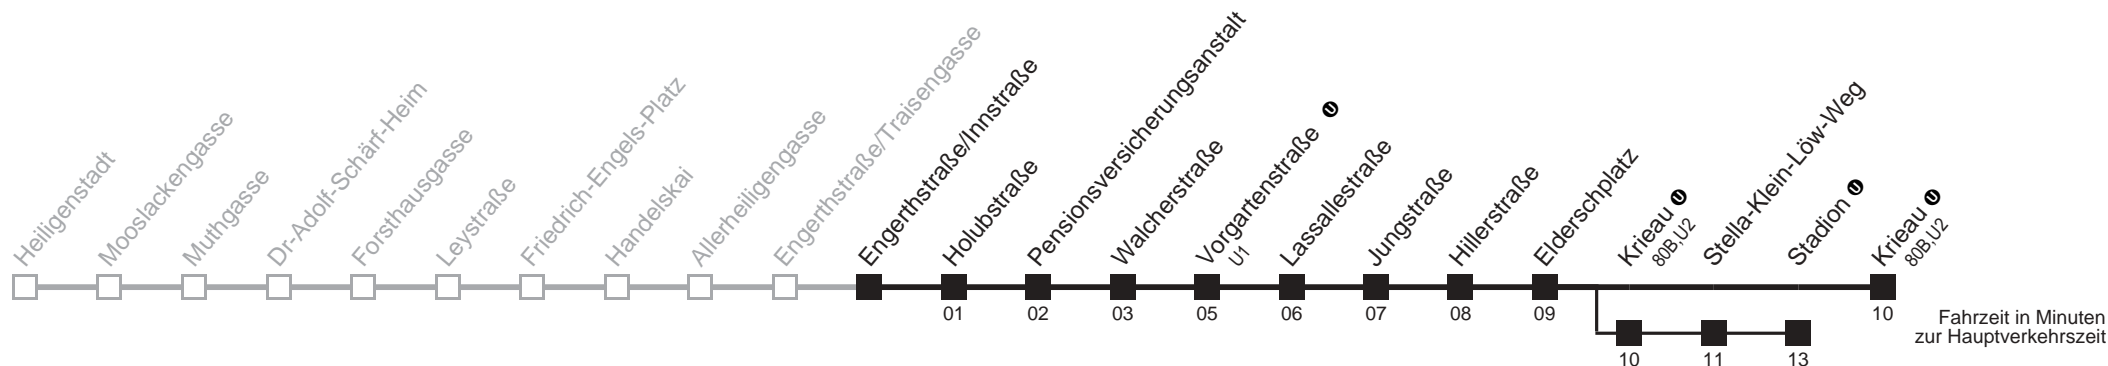 Heiligenstadt
Mooslackengasse
Muthgasse
Dr-Adolf-Schärf-Heim
Forsthausgasse
Leystraße
Friedrich-Engels-Platz
Handelskai
Allerheiligengasse
Engerthstraße/Traisengasse
Engerthstraße/Innstraße
Holubstraße
Pensionsversicherungsanstalt
Walcherstraße
Vorgartenstraße U
U1
Lassallestraße
Jungstraße
Hillerstraße
Elderschplatz
Krieau U
80B,U2
Stella-Klein-Löw-Weg
Stadion U
Krieau U
80B,U2
01 02 03 05 06 07 08 09 10
Fahrzeit in Minuten
zur Hauptverkehrszeit
10 11 13